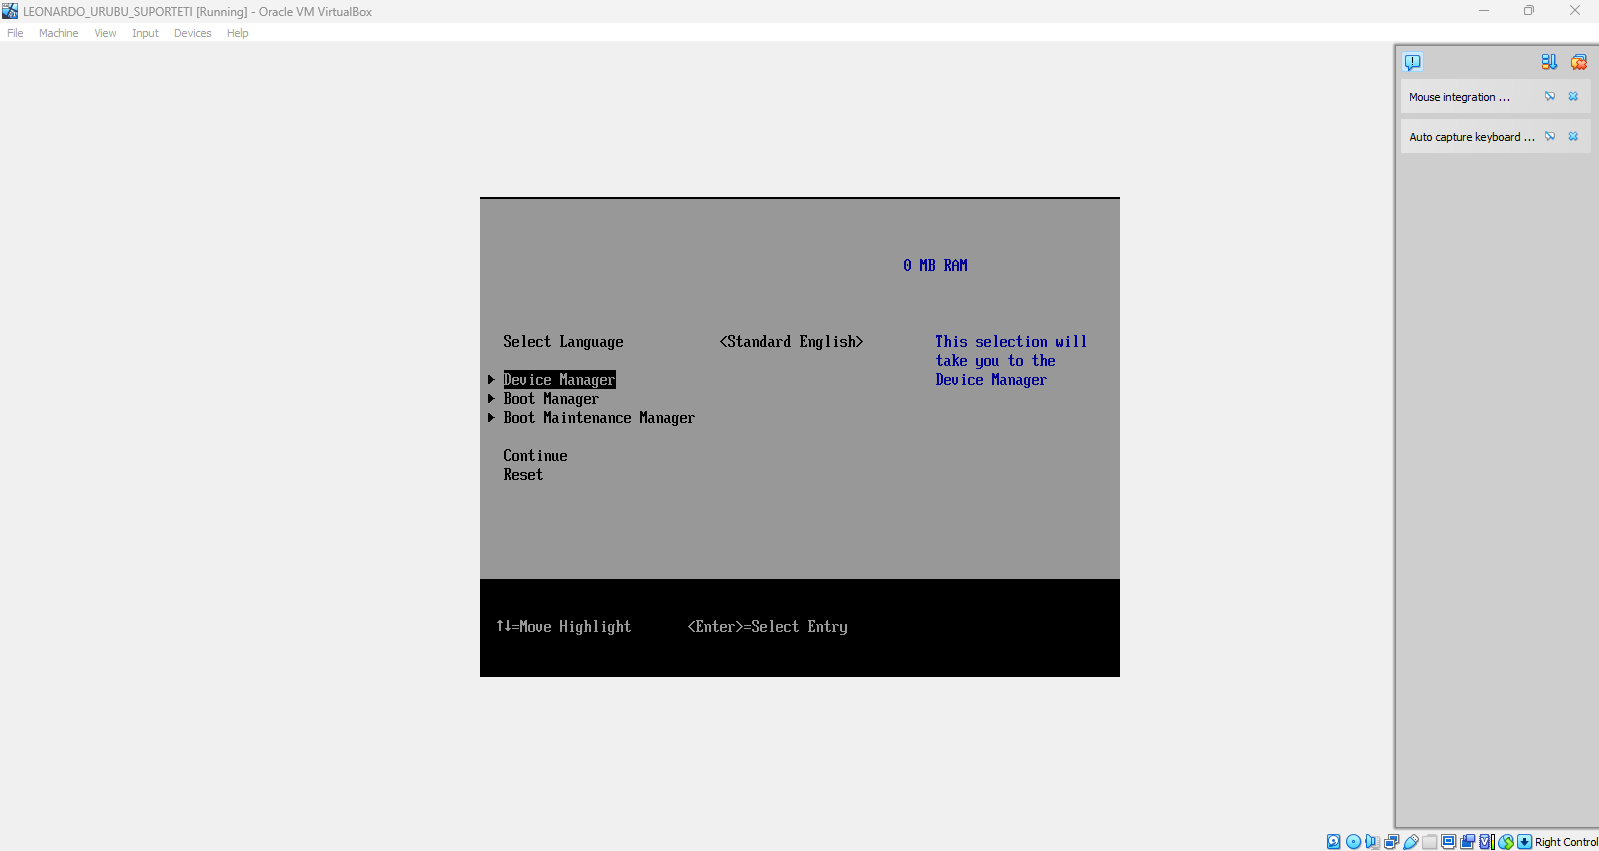 LEONARDO_URUBU_SUPORTETI [Running] - Oracle VM VirtualBox
File Machine View Input Devices Help
Mouse integration ...
Auto capture keyboard ...
0 MB RAM
Select Language <Standard English> This selection will
take you to the
Device Manager Device Manager
Boot Manager
Boot Maintenance Manager
Continue
Reset
↑↓=Move Highlight <Enter>=Select Entry
Right Control